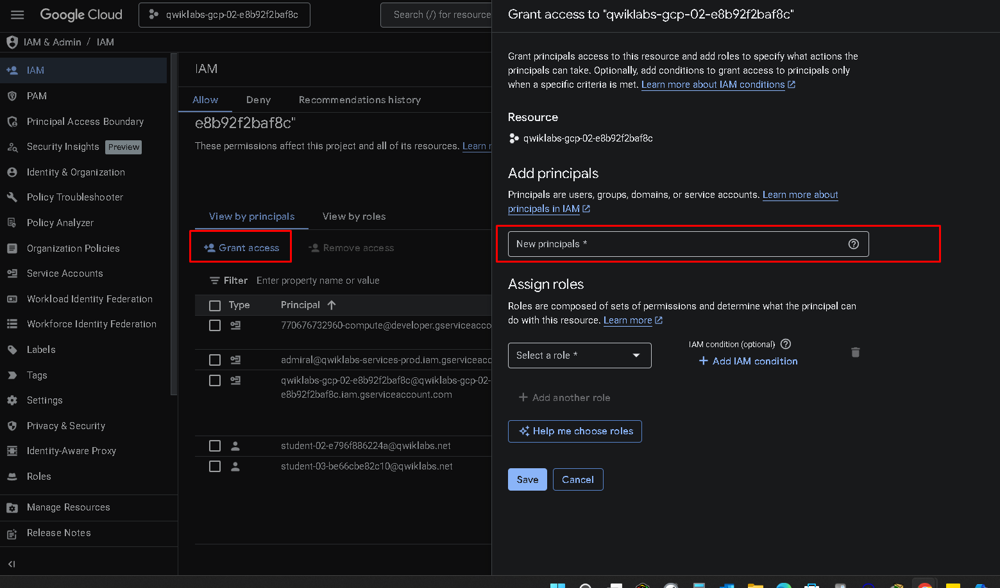 Google Cloud
qwiklabs-gcp-02-e8b92f2baf8c
Search (/) for resource
IAM & Admin / IAM
IAM
PAM
Principal Access Boundary
Security Insights Preview
Identity & Organization
Policy Troubleshooter
Policy Analyzer
Organization Policies
Service Accounts
Workload Identity Federation
Workforce Identity Federation
Labels
Tags
Settings
Privacy & Security
Identity-Aware Proxy
Roles
Manage Resources
Release Notes
IAM
Allow Deny Recommendations history
e8b92f2baf8c"
These permissions affect this project and all of its resources. Learn
View by principals View by roles
Grant access Remove access
Filter Enter property name or value
Type Principal
770676732960-compute@developer.gserviceacco
admiral@qwiklabs-services-prod.iam.gserviceacco
qwiklabs-gcp-02-e8b92f2baf8c@qwiklabs-gcp-02-
e8b92f2baf8c.iam.gserviceaccount.com
student-02-e796f886224a@qwiklabs.net
student-03-be66cbe82c10@qwiklabs.net
Grant access to "qwiklabs-gcp-02-e8b92f2baf8c"
Grant principals access to this resource and add roles to specify what actions the
principals can take. Optionally, add conditions to grant access to principals only
when a specific criteria is met. Learn more about IAM conditions
Resource
qwiklabs-gcp-02-e8b92f2baf8c
Add principals
Principals are users, groups, domains, or service accounts. Learn more about
principals in IAM
New principals *
Assign roles
Roles are composed of sets of permissions and determine what the principal can
do with this resource. Learn more
Select a role *
IAM condition (optional)
+ Add IAM condition
+ Add another role
Help me choose roles
Save Cancel